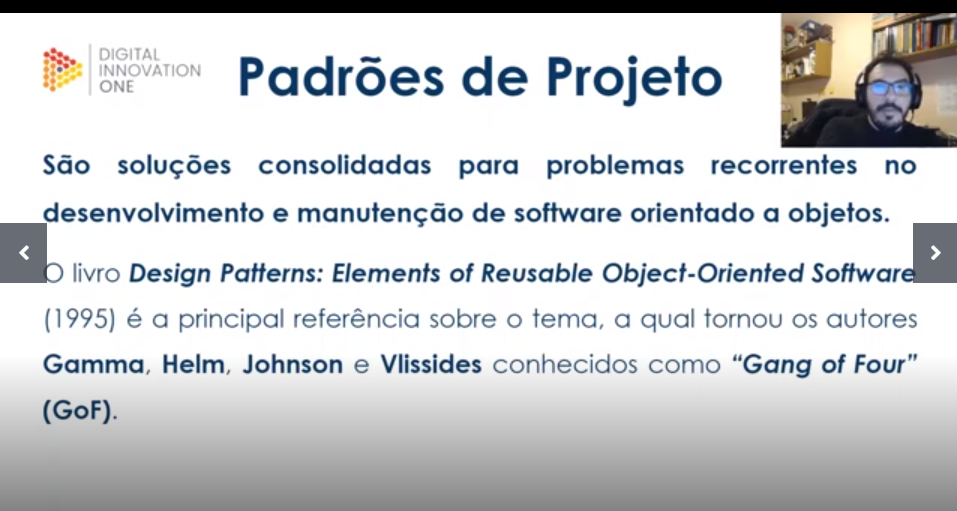 DIGITAL
INNOVATION
ONE
Padrões de Projeto
São soluções consolidadas para problemas recorrentes no
desenvolvimento e manutenção de software orientado a objetos.
O livro Design Patterns: Elements of Reusable Object-Oriented Software
(1995) é a principal referência sobre o tema, a qual tornou os autores
Gamma, Helm, Johnson e Vlissides conhecidos como “Gang of Four”
(GoF).